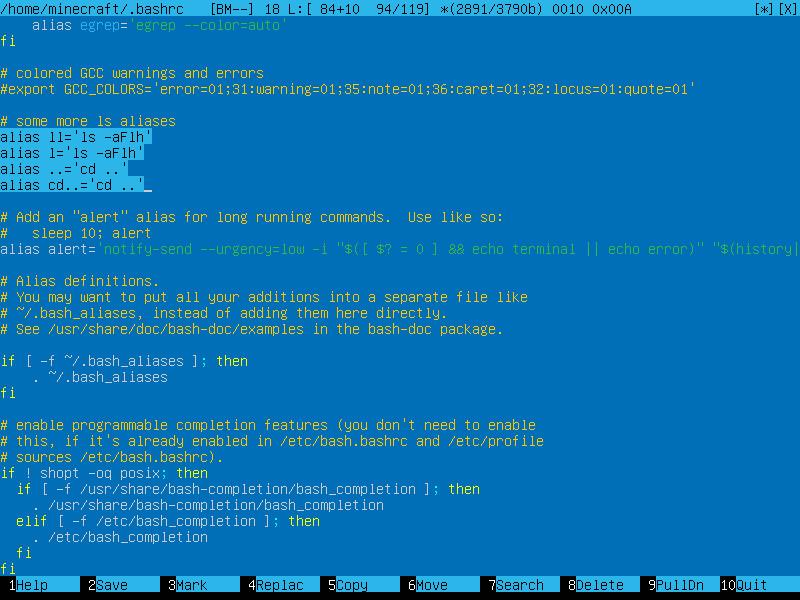 /home/minecraft/.bashrc   [BM--] 18 L:[ 84+10  94/119] *(2891/3790b) 0010 0x00A   [*][X]
    alias egrep='egrep --color=auto'
fi

# colored GCC warnings and errors
#export GCC_COLORS='error=01;31:warning=01;35:note=01;36:caret=01;32:locus=01:quote=01'

# some more ls aliases
alias ll='ls -aFlh'
alias l='ls -aFlh'
alias ..='cd ..'
alias cd..='cd ..'

# Add an "alert" alias for long running commands.  Use like so:
#   sleep 10; alert
alias alert='notify-send --urgency=low -i "$([ $? = 0 ] && echo terminal || echo error)" "$(history|

# Alias definitions.
# You may want to put all your additions into a separate file like
# ~/.bash_aliases, instead of adding them here directly.
# See /usr/share/doc/bash-doc/examples in the bash-doc package.

if [ -f ~/.bash_aliases ]; then
    . ~/.bash_aliases
fi

# enable programmable completion features (you don't need to enable
# this, if it's already enabled in /etc/bash.bashrc and /etc/profile
# sources /etc/bash.bashrc).
if ! shopt -oq posix; then
  if [ -f /usr/share/bash-completion/bash_completion ]; then
    . /usr/share/bash-completion/bash_completion
  elif [ -f /etc/bash_completion ]; then
    . /etc/bash_completion
  fi
fi
1Help  2Save  3Mark  4Replac  5Copy  6Move  7Search  8Delete  9PullDn  10Quit